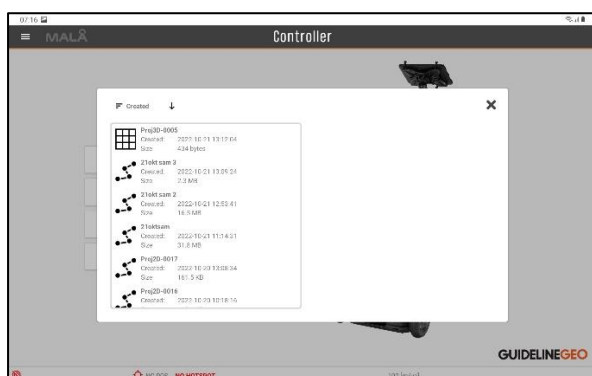 07:16
MALÅ
Controller
Created ↓
Proj3D-0005
Created: 2022-10-21 13:12:04
Size 434 bytes
21okt sam 3
Created: 2022-10-21 13:09:24
Size 2.3 MB
21okt sam 2
Created: 2022-10-21 12:53:41
Size 16.5 MB
21oktsam
Created: 2022-10-21 11:14:21
Size 31.8 MB
Proj2D-0017
Created: 2022-10-20 13:08:34
Size 161.5 KB
Proj2D-0016
Created: 2022-10-20 10:18:16
GUIDELINEGEO
NO POS NO HOTSPOT